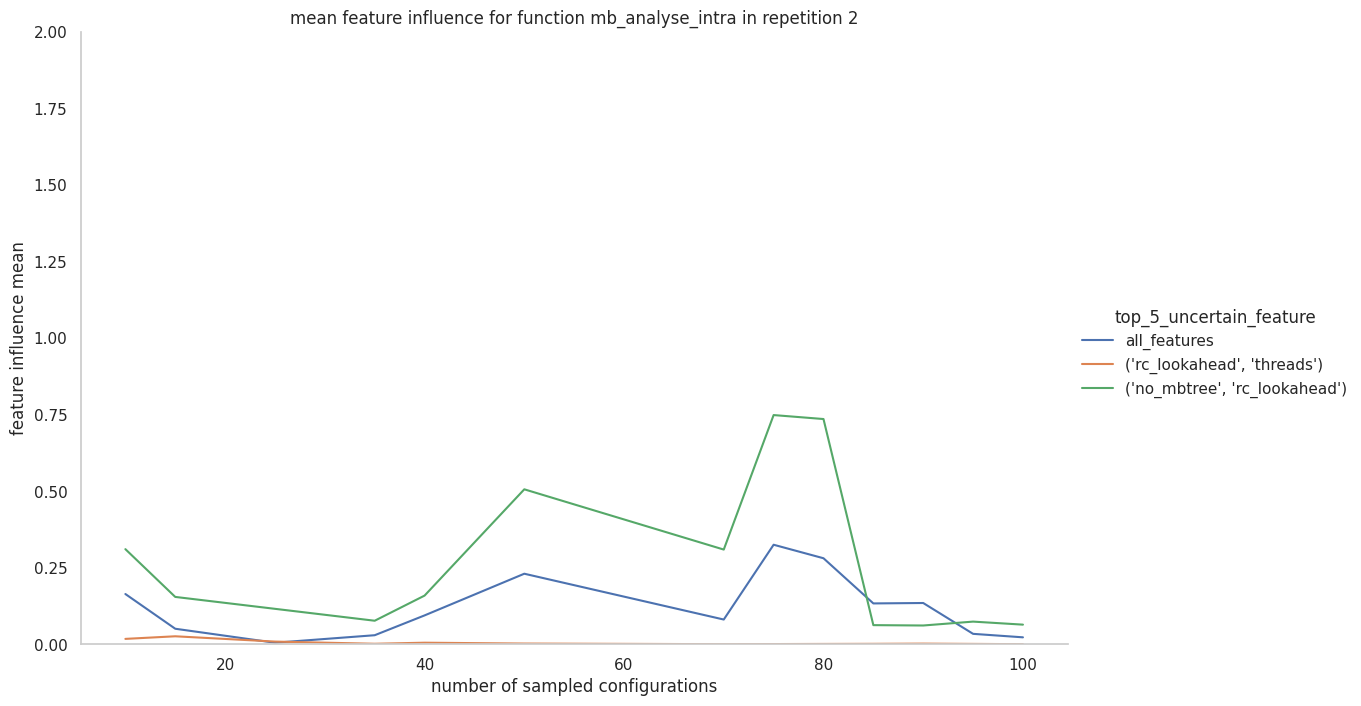 mean feature influence for function mb_analyse_intra in repetition 2
2.00
1.75
1.50
1.25
1.00
0.75
0.50
0.25
0.00
feature influence mean
20
40
60
80
100
number of sampled configurations
top_5_uncertain_feature
all_features
('rc_lookahead', 'threads')
('no_mbtree', 'rc_lookahead')